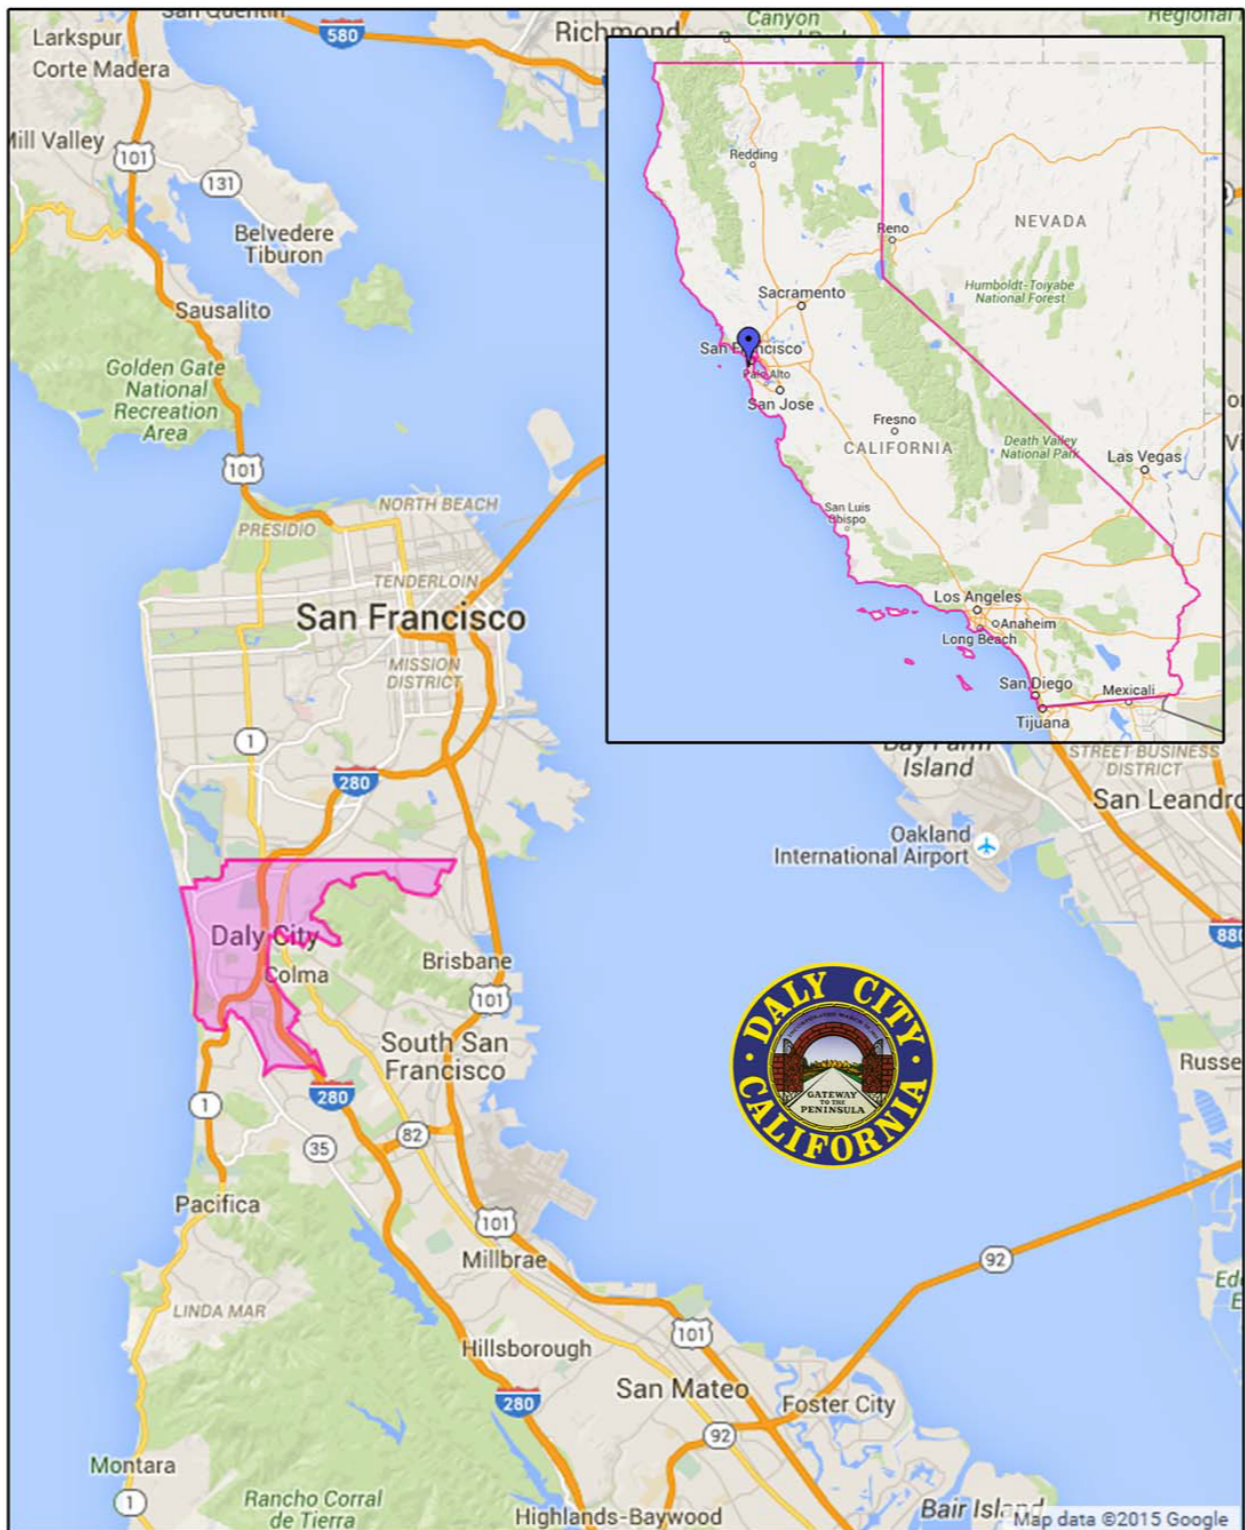 San Quentin
580
Richmond
Canyon
Regional
Larkspur
Corte Madera
Mill Valley
101
131
Belvedere
Tiburon
Sausalito
Golden Gate
National
Recreation
Area
101
NORTH BEACH
PRESIDIO
TENDERLOIN
San Francisco
MISSION
DISTRICT
1
280
Redding
NEVADA
Reno
Humboldt-Toiyabe
National Forest
Sacramento
San Francisco
Palo Alto
San Jose
Fresno
CALIFORNIA
Death Valley
National Park
Las Vegas
San Luis
Obispo
Los Angeles
Anaheim
Long Beach
San Diego
Mexicali
Tijuana
Bay Farm
Island
STREET BUSINESS
DISTRICT
San Leandro
Oakland
International Airport
880
Daly City
Colma
Brisbane
101
South San
Francisco
DALY CITY
CALIFORNIA
GATEWAY
TO THE
PENINSULA
Russe
1
280
82
35
Pacifica
101
Millbrae
92
LINDA MAR
101
Hillsborough
San Mateo
280
Foster City
92
Montara
1
Rancho Corral
de Tierra
Highlands-Baywood
Bair Island
Map data ©2015 Google